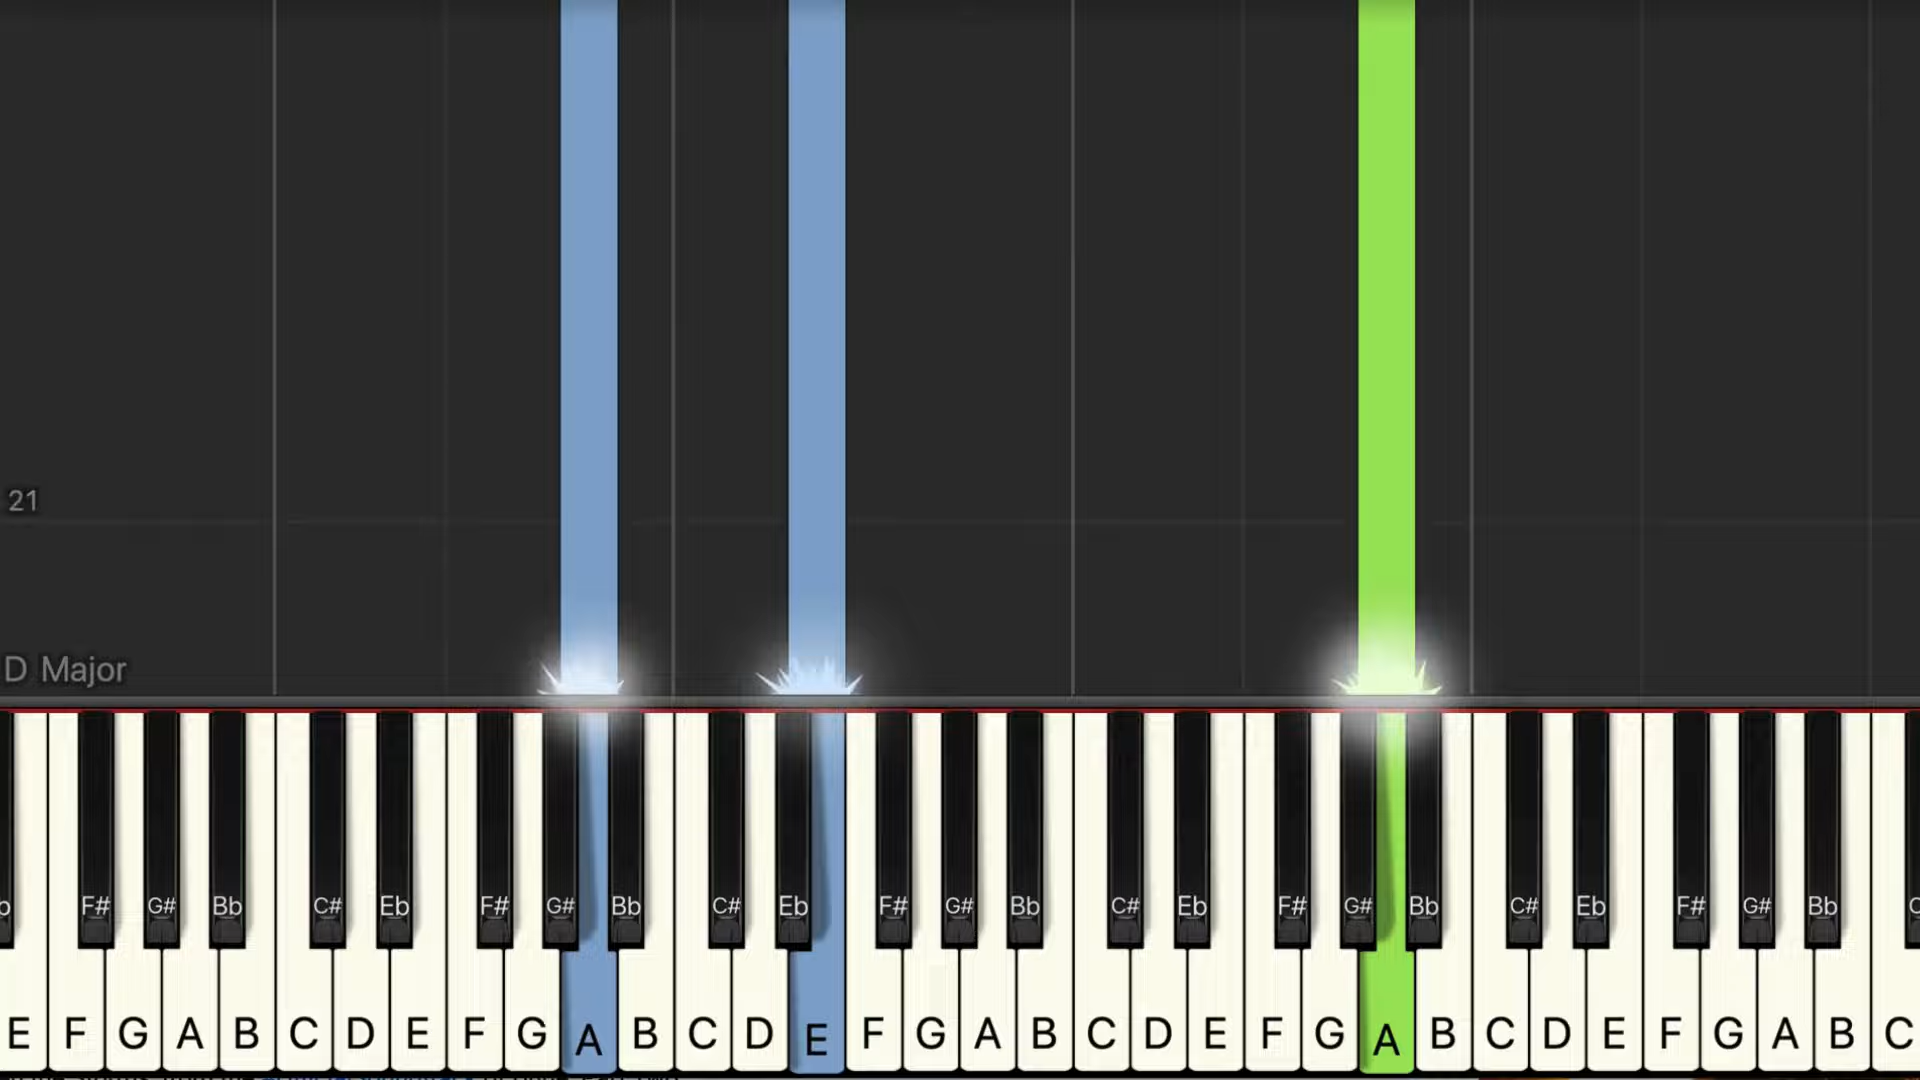 21
D Major
F# G# Bb C# Eb F# G# Bb C# Eb F# G# Bb C# Eb F# G# Bb C# Eb F# G# Bb
E F G A B C D E F G A B C D E F G A B C D E F G A B C D E F G A B C